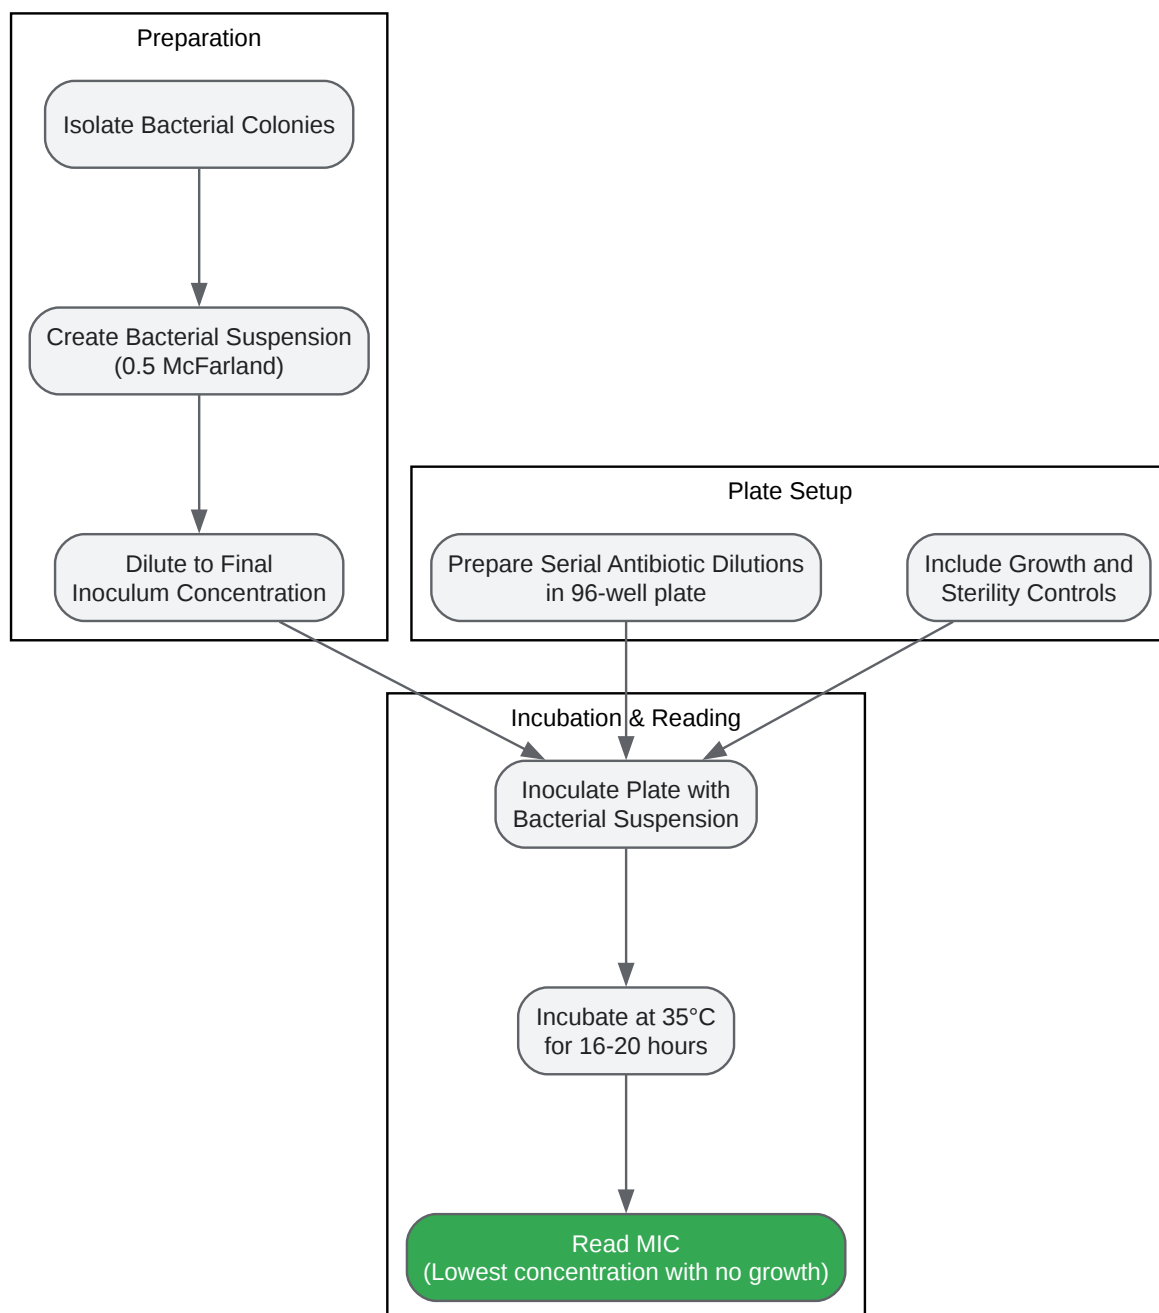 Preparation
Isolate Bacterial Colonies
Create Bacterial Suspension
(0.5 McFarland)
Dilute to Final
Inoculum Concentration
Plate Setup
Prepare Serial Antibiotic Dilutions
in 96-well plate
Include Growth and
Sterility Controls
Incubation & Reading
Inoculate Plate with
Bacterial Suspension
Incubate at 35°C
for 16-20 hours
Read MIC
(Lowest concentration with no growth)